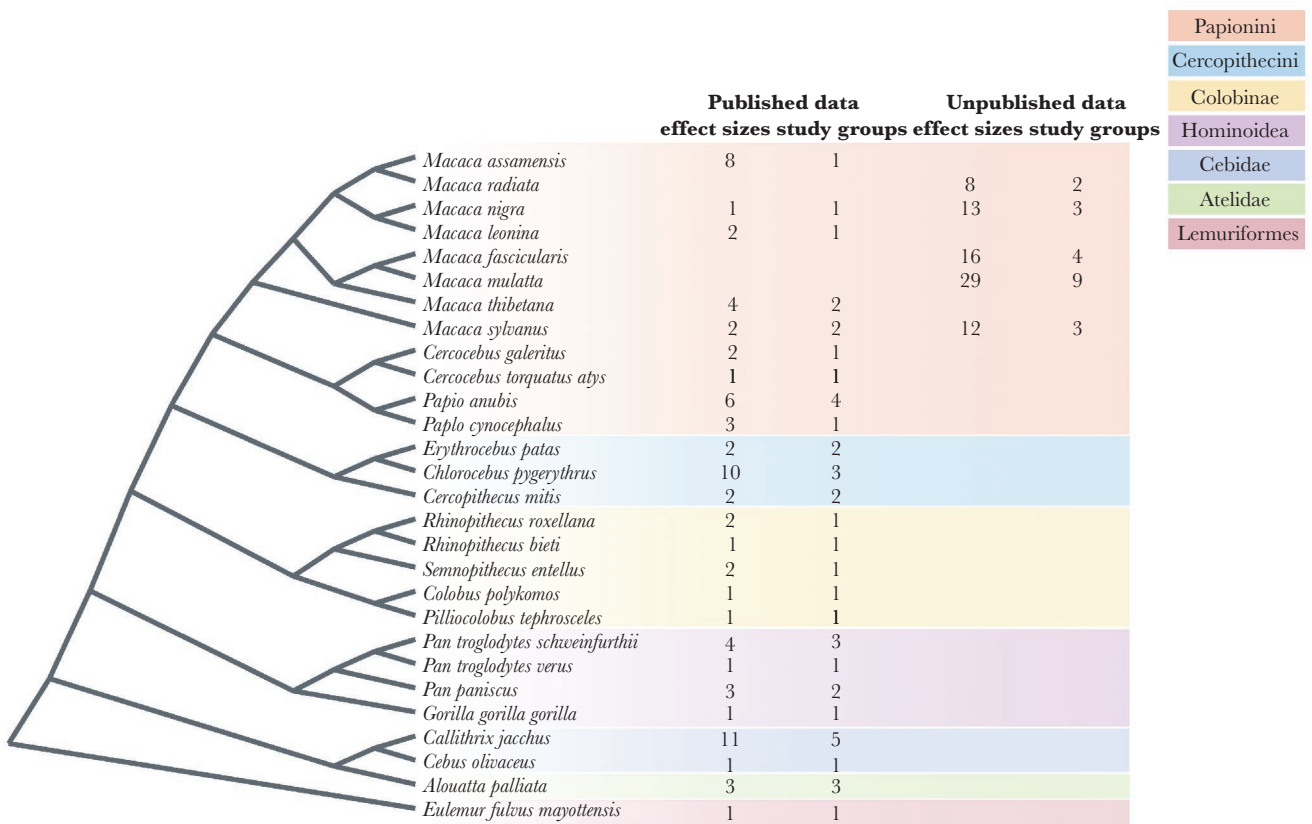 Papionini
Cercopithecini
Colobinae
Hominoidea
Cebidae
Atelidae
Lemuriformes
Published data Unpublished data
effect sizes study groups effect sizes study groups
Macaca assamensis 8 1
Macaca radiata 8 2
Macaca nigra 1 1 13 3
Macaca leonina 2 1
Macaca fascicularis 16 4
Macaca mulatta 29 9
Macaca thibetana 4 2
Macaca sylvanus 2 2 12 3
Cercocebus galeritus 2 1
Cercocebus torquatus atys 1 1
Papio anubis 6 4
Paplo cynocephalus 3 1
Erythrocebus patas 2 2
Chlorocebus pygerythrus 10 3
Cercopithecus mitis 2 2
Rhinopithecus roxellana 2 1
Rhinopithecus bieti 1 1
Semnopithecus entellus 2 1
Colobus polykomos 1 1
Pilliocolobus tephrosceles 1 1
Pan troglodytes schweinfurthii 4 3
Pan troglodytes verus 1 1
Pan paniscus 3 2
Gorilla gorilla gorilla 1 1
Callithrix jacchus 11 5
Cebus olivaceus 1 1
Alouatta palliata 3 3
Eulemur fulvus mayottensis 1 1